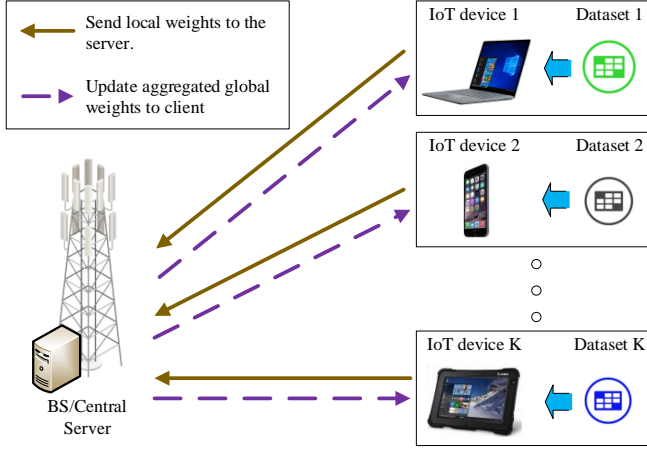 Send local weights to the
server.
Update aggregated global
weights to client
IoT device 1 Dataset 1
IoT device 2 Dataset 2
IoT device K Dataset K
BS/Central
Server